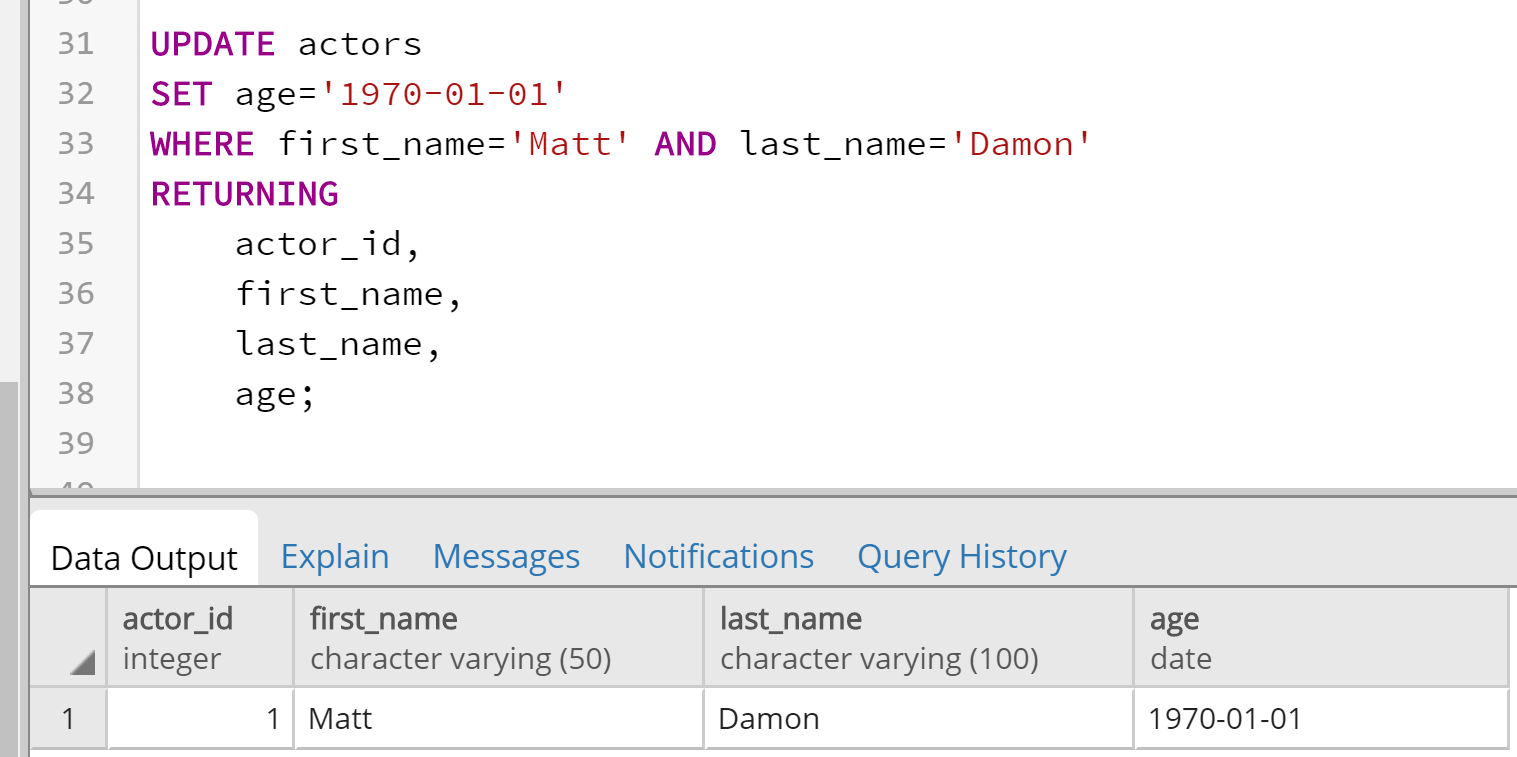 31 UPDATE actors
32 SET age='1970-01-01'
33 WHERE first_name='Matt' AND last_name='Damon'
34 RETURNING
35     actor_id,
36     first_name,
37     last_name,
38     age;
39
Data Output Explain Messages Notifications Query History
actor_id first_name last_name age
integer character varying (50) character varying (100) date
1 1 Matt Damon 1970-01-01